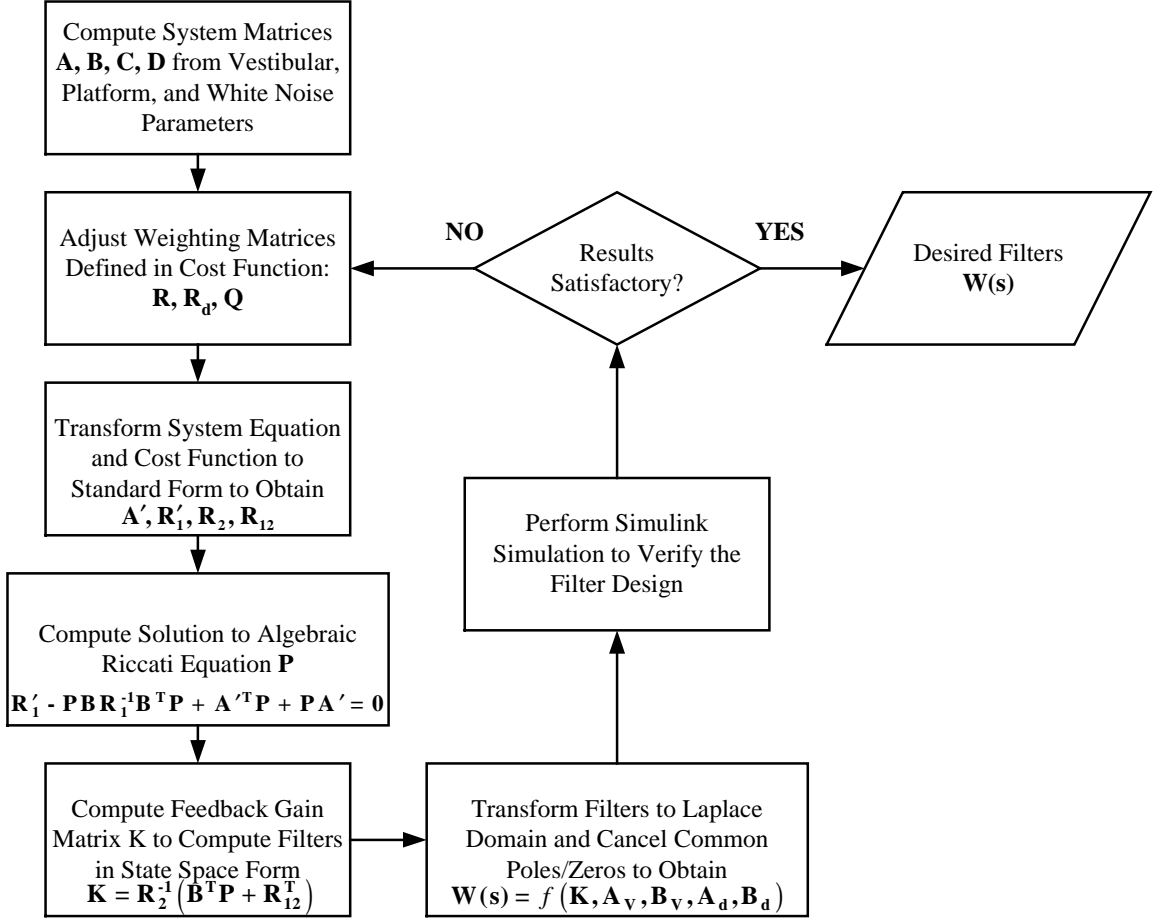 Compute System Matrices
A, B, C, D from Vestibular,
Platform, and White Noise
Parameters
Adjust Weighting Matrices
Defined in Cost Function:
R, R_d, Q
Transform System Equation
and Cost Function to
Standard Form to Obtain
A′, R′_1, R_2, R_12
Compute Solution to Algebraic
Riccati Equation P
R′_1 - PBR_1^-1 B^T P + A′^T P + PA′ = 0
Compute Feedback Gain
Matrix K to Compute Filters
in State Space Form
K = R_2^-1 (B^T P + R_12^T)
Transform Filters to Laplace
Domain and Cancel Common
Poles/Zeros to Obtain
W(s) = f (K, A_V, B_V, A_d, B_d)
Perform Simulink
Simulation to Verify the
Filter Design
Results
Satisfactory?
NO
YES
Desired Filters
W(s)